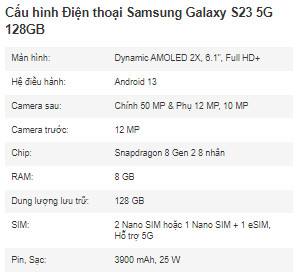 Cấu hình Điện thoại Samsung Galaxy S23 5G
128GB
Màn hình: Dynamic AMOLED 2X, 6.1", Full HD+
Hệ điều hành: Android 13
Camera sau: Chính 50 MP & Phụ 12 MP, 10 MP
Camera trước: 12 MP
Chip: Snapdragon 8 Gen 2 8 nhân
RAM: 8 GB
Dung lượng lưu trữ: 128 GB
SIM: 2 Nano SIM hoặc 1 Nano SIM + 1 eSIM,
Hỗ trợ 5G
Pin, Sạc: 3900 mAh, 25 W